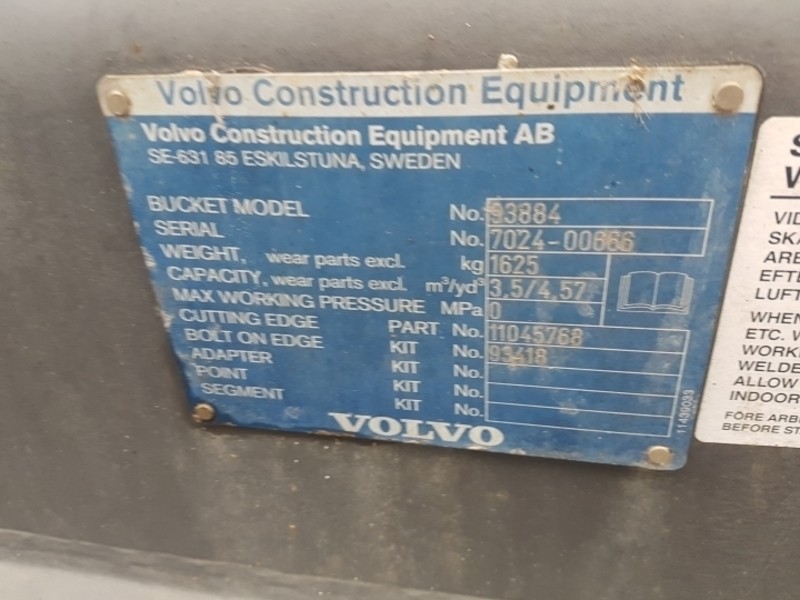 Volvo Construction Equipment
Volvo Construction Equipment AB
SE-631 85 ESKILSTUNA, SWEDEN
BUCKET MODEL No. 93884
SERIAL No. 7024-00866
WEIGHT, wear parts excl. kg 1625
CAPACITY, wear parts excl. m³/yd³ 3,5/4,57
MAX WORKING PRESSURE MPa 0
CUTTING EDGE PART No. 11045768
BOLT ON EDGE KIT No. 93418
ADAPTER KIT No.
POINT KIT No.
SEGMENT KIT No.
VOLVO
11439033
S
W
VID
SKA
ARE
EFTE
LUFT
WHEN
ETC. W
WORK
WELDE
ALLOW
INDOOR
FÖRE ARB
BEFORE ST